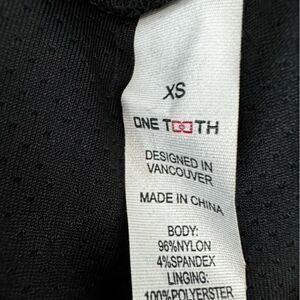 XS
ONE TOOTH
DESIGNED IN
VANCOUVER
MADE IN CHINA
BODY:
96%NYLON
4%SPANDEX
LINGING:
100%POLYERSTER